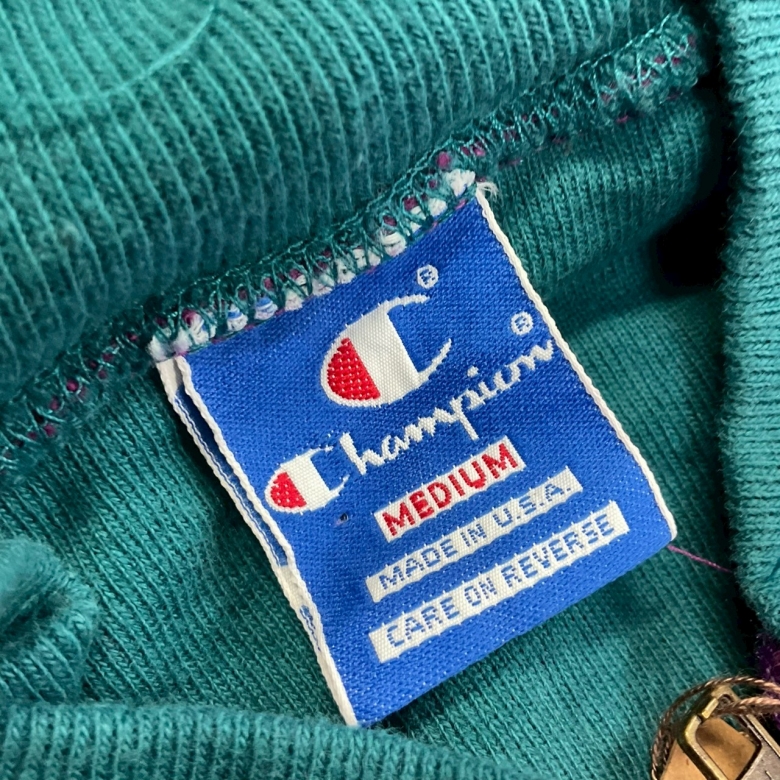 C®
Champion®
MEDIUM
MADE IN U.S.A.
CARE ON REVERSE